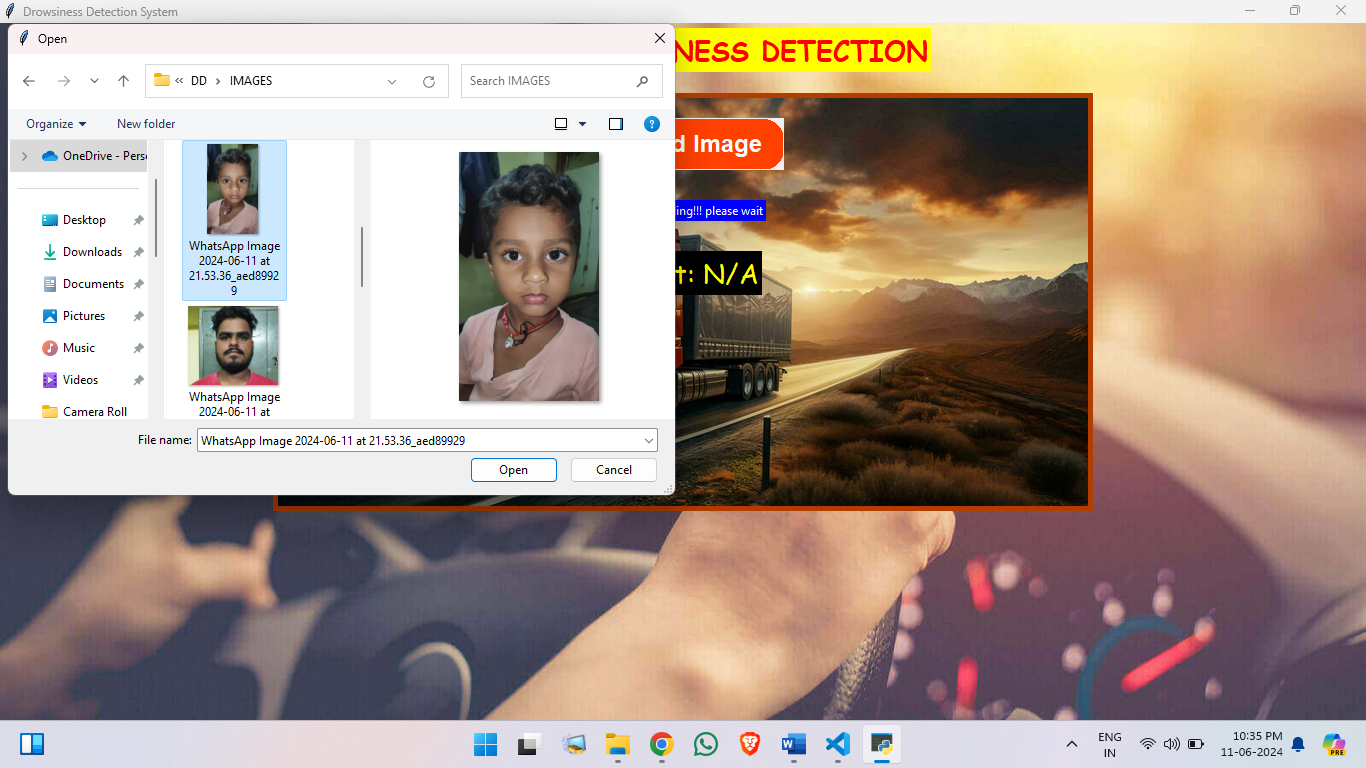 Drowsiness Detection System
Open
NESS DETECTION
« DD > IMAGES
Search IMAGES
Organize
New folder
d Image
OneDrive - Perso
WhatsApp Image
2024-06-11 at
21.53.36_aed8992
9
WhatsApp Image
2024-06-11 at
Desktop
Downloads
Documents
Pictures
Music
Videos
Camera Roll
ing!!! please wait
t: N/A
File name:
WhatsApp Image 2024-06-11 at 21.53.36_aed89929
Open
Cancel
ENG
IN
10:35 PM
11-06-2024
PRE